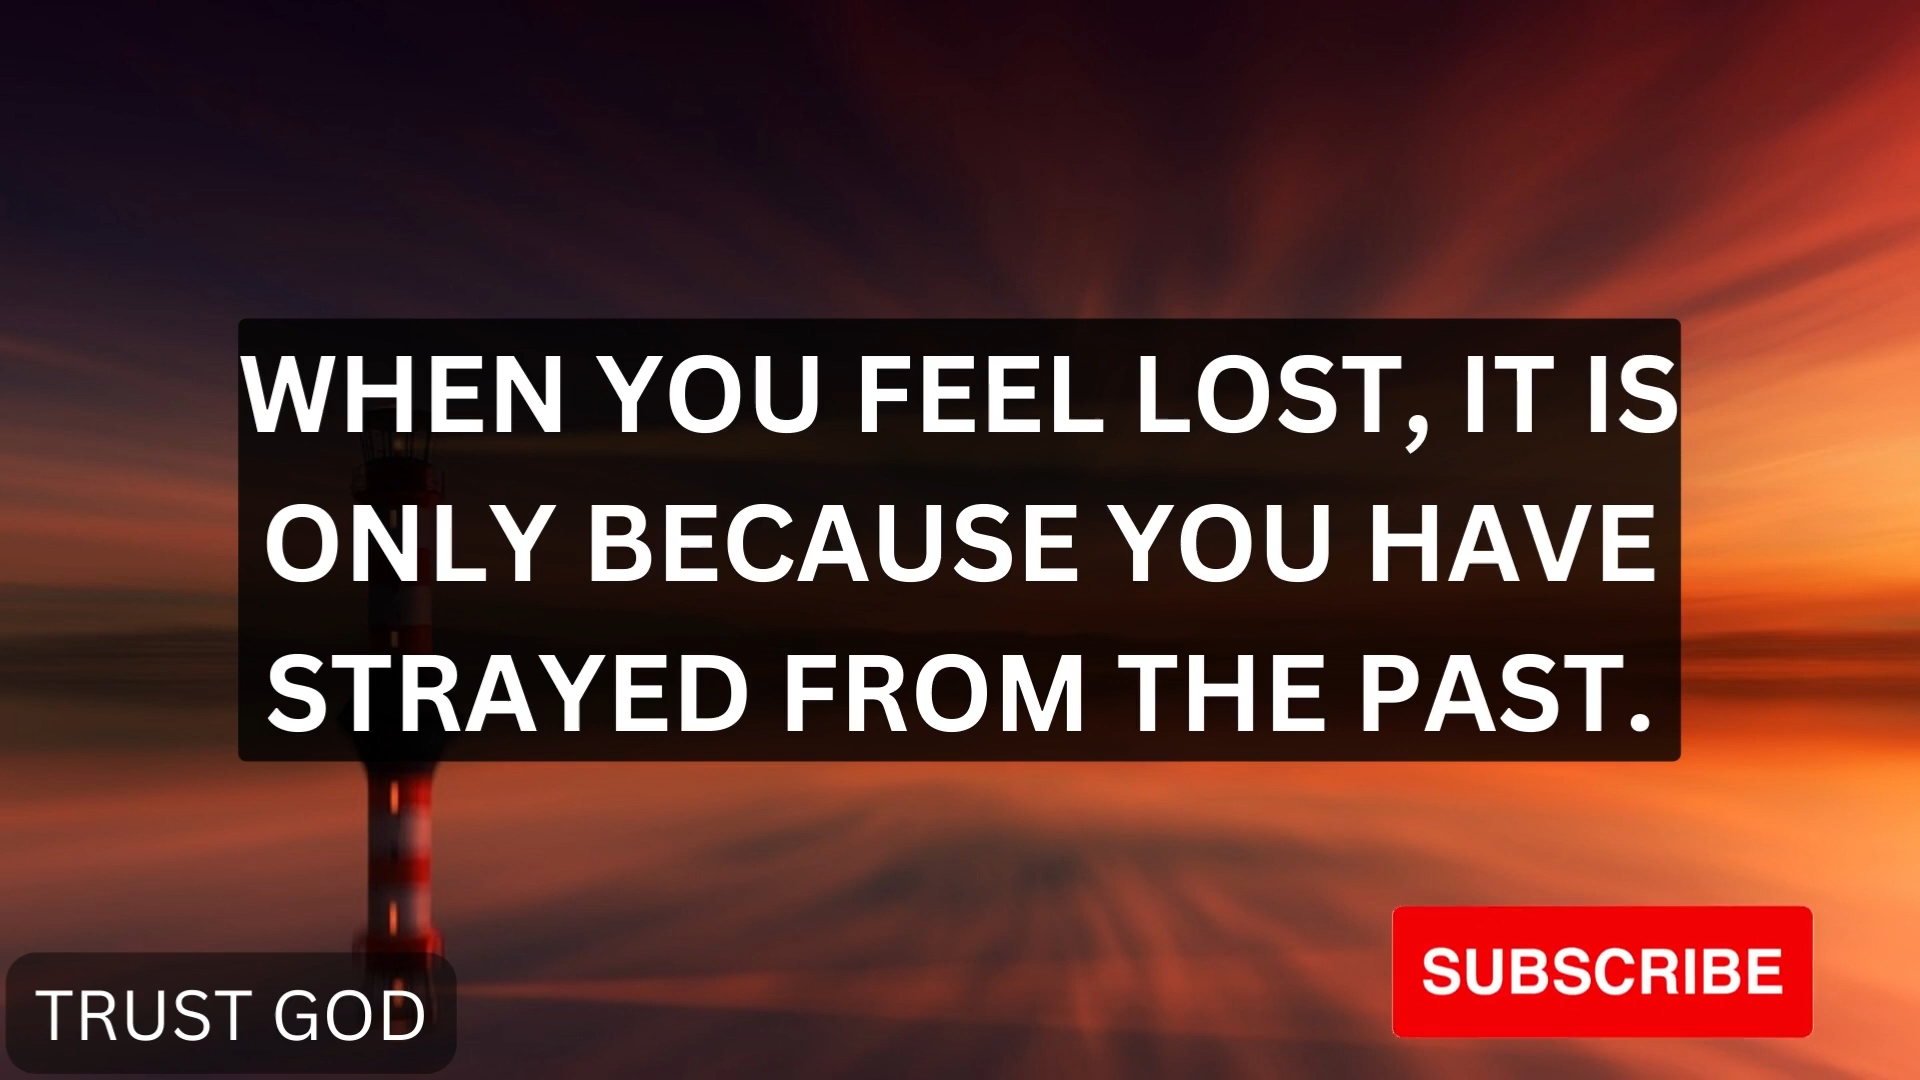 WHEN YOU FEEL LOST, IT IS
ONLY BECAUSE YOU HAVE
STRAYED FROM THE PAST.
TRUST GOD
SUBSCRIBE